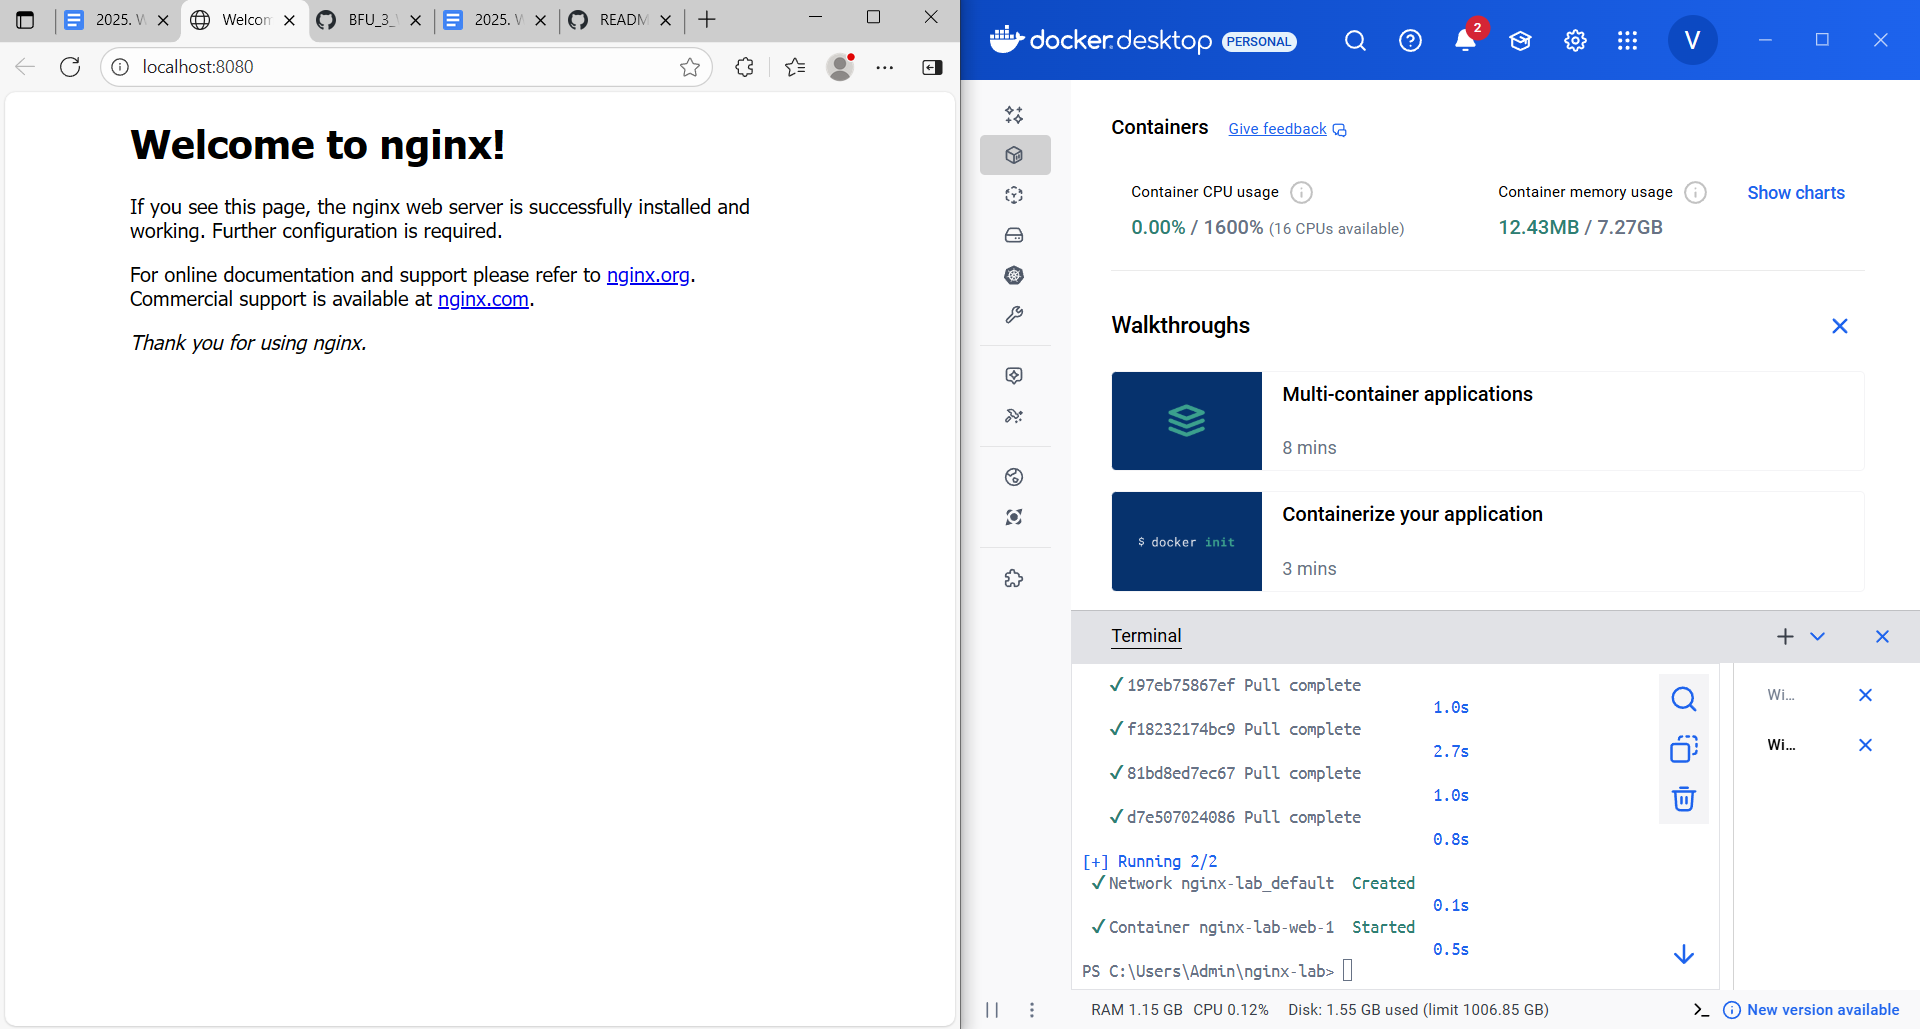 2025. W
Welcom
BFU_3_
2025. W
READM
localhost:8080
Welcome to nginx!
If you see this page, the nginx web server is successfully installed and
working. Further configuration is required.
For online documentation and support please refer to nginx.org.
Commercial support is available at nginx.com.
Thank you for using nginx.
docker.desktop PERSONAL
2
V
Containers Give feedback
Container CPU usage
0.00% / 1600% (16 CPUs available)
Container memory usage
12.43MB / 7.27GB
Show charts
Walkthroughs
Multi-container applications
8 mins
$ docker init
Containerize your application
3 mins
Terminal
✓ 197eb75867ef Pull complete
1.0s
✓ f18232174bc9 Pull complete
2.7s
✓ 81bd8ed7ec67 Pull complete
1.0s
✓ d7e507024086 Pull complete
0.8s
[+] Running 2/2
✓ Network nginx-lab_default Created
0.1s
✓ Container nginx-lab-web-1 Started
0.5s
PS C:\Users\Admin\nginx-lab>
Wi...
Wi...
RAM 1.15 GB CPU 0.12% Disk: 1.55 GB used (limit 1006.85 GB)
New version available